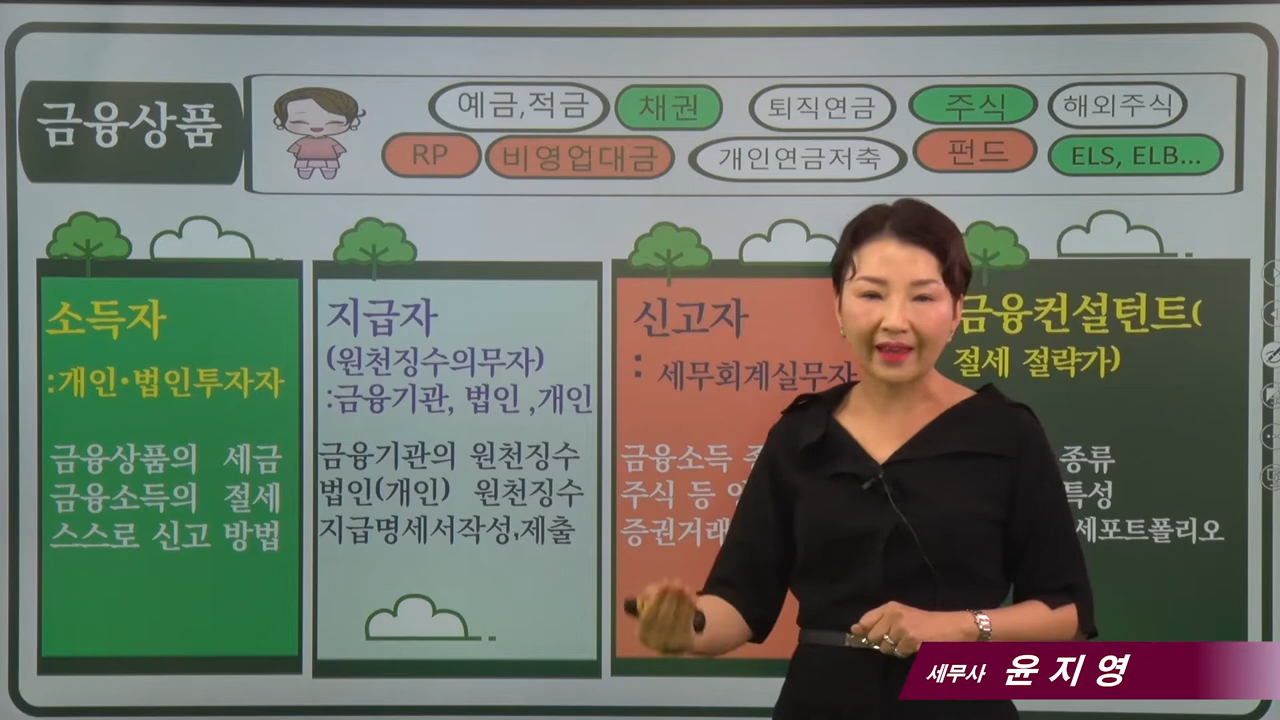 금융상품
예금,적금 채권 퇴직연금 주식 해외주식
RP 비영업대금 개인연금저축 펀드 ELS, ELB...
소득자
:개인·법인투자자
금융상품의 세금
금융소득의 절세
스스로 신고 방법
지급자
(원천징수의무자)
:금융기관, 법인 ,개인
금융기관의 원천징수
법인(개인) 원천징수
지급명세서작성,제출
신고자
: 세무회계실무자
금융소득
주식 등
증권거래
금융컨설턴트(
절세 절략가)
종류
특성
세포트폴리오
세무사 윤지영